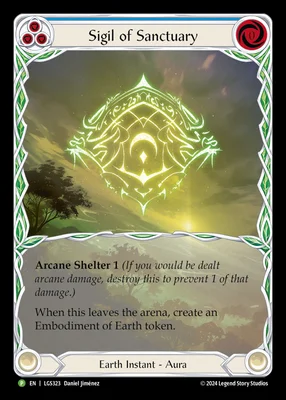 Sigil of Sanctuary
Arcane Shelter 1 (If you would be dealt
arcane damage, destroy this to prevent 1 of that
damage.)
When this leaves the arena, create an
Embodiment of Earth token.
Earth Instant - Aura
P EN | LGS323 Daniel Jiménez
©2024 Legend Story Studios